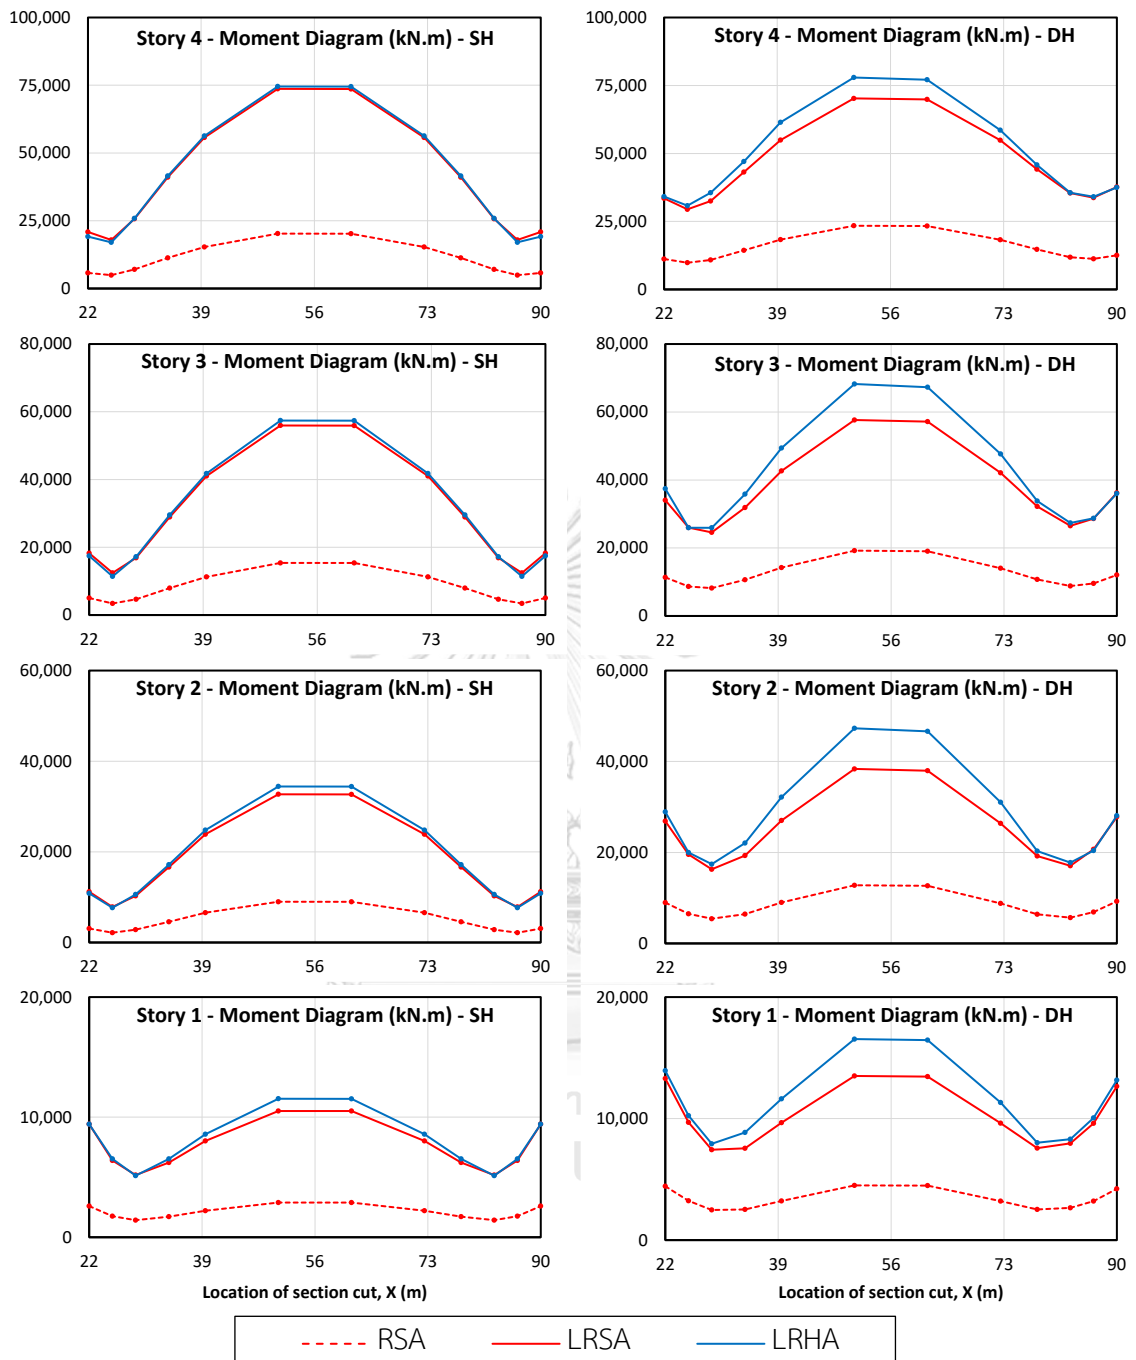 Story 4 - Moment Diagram (kN.m) - SH
100,000
75,000
50,000
25,000
0
22 39 56 73 90
Story 4 - Moment Diagram (kN.m) - DH
100,000
75,000
50,000
25,000
0
22 39 56 73 90
Story 3 - Moment Diagram (kN.m) - SH
80,000
60,000
40,000
20,000
0
22 39 56 73 90
Story 3 - Moment Diagram (kN.m) - DH
80,000
60,000
40,000
20,000
0
22 39 56 73 90
Story 2 - Moment Diagram (kN.m) - SH
60,000
40,000
20,000
0
22 39 56 73 90
Story 2 - Moment Diagram (kN.m) - DH
60,000
40,000
20,000
0
22 39 56 73 90
Story 1 - Moment Diagram (kN.m) - SH
20,000
10,000
0
22 39 56 73 90
Location of section cut, X (m)
Story 1 - Moment Diagram (kN.m) - DH
20,000
10,000
0
22 39 56 73 90
Location of section cut, X (m)
RSA LRSA LRHA